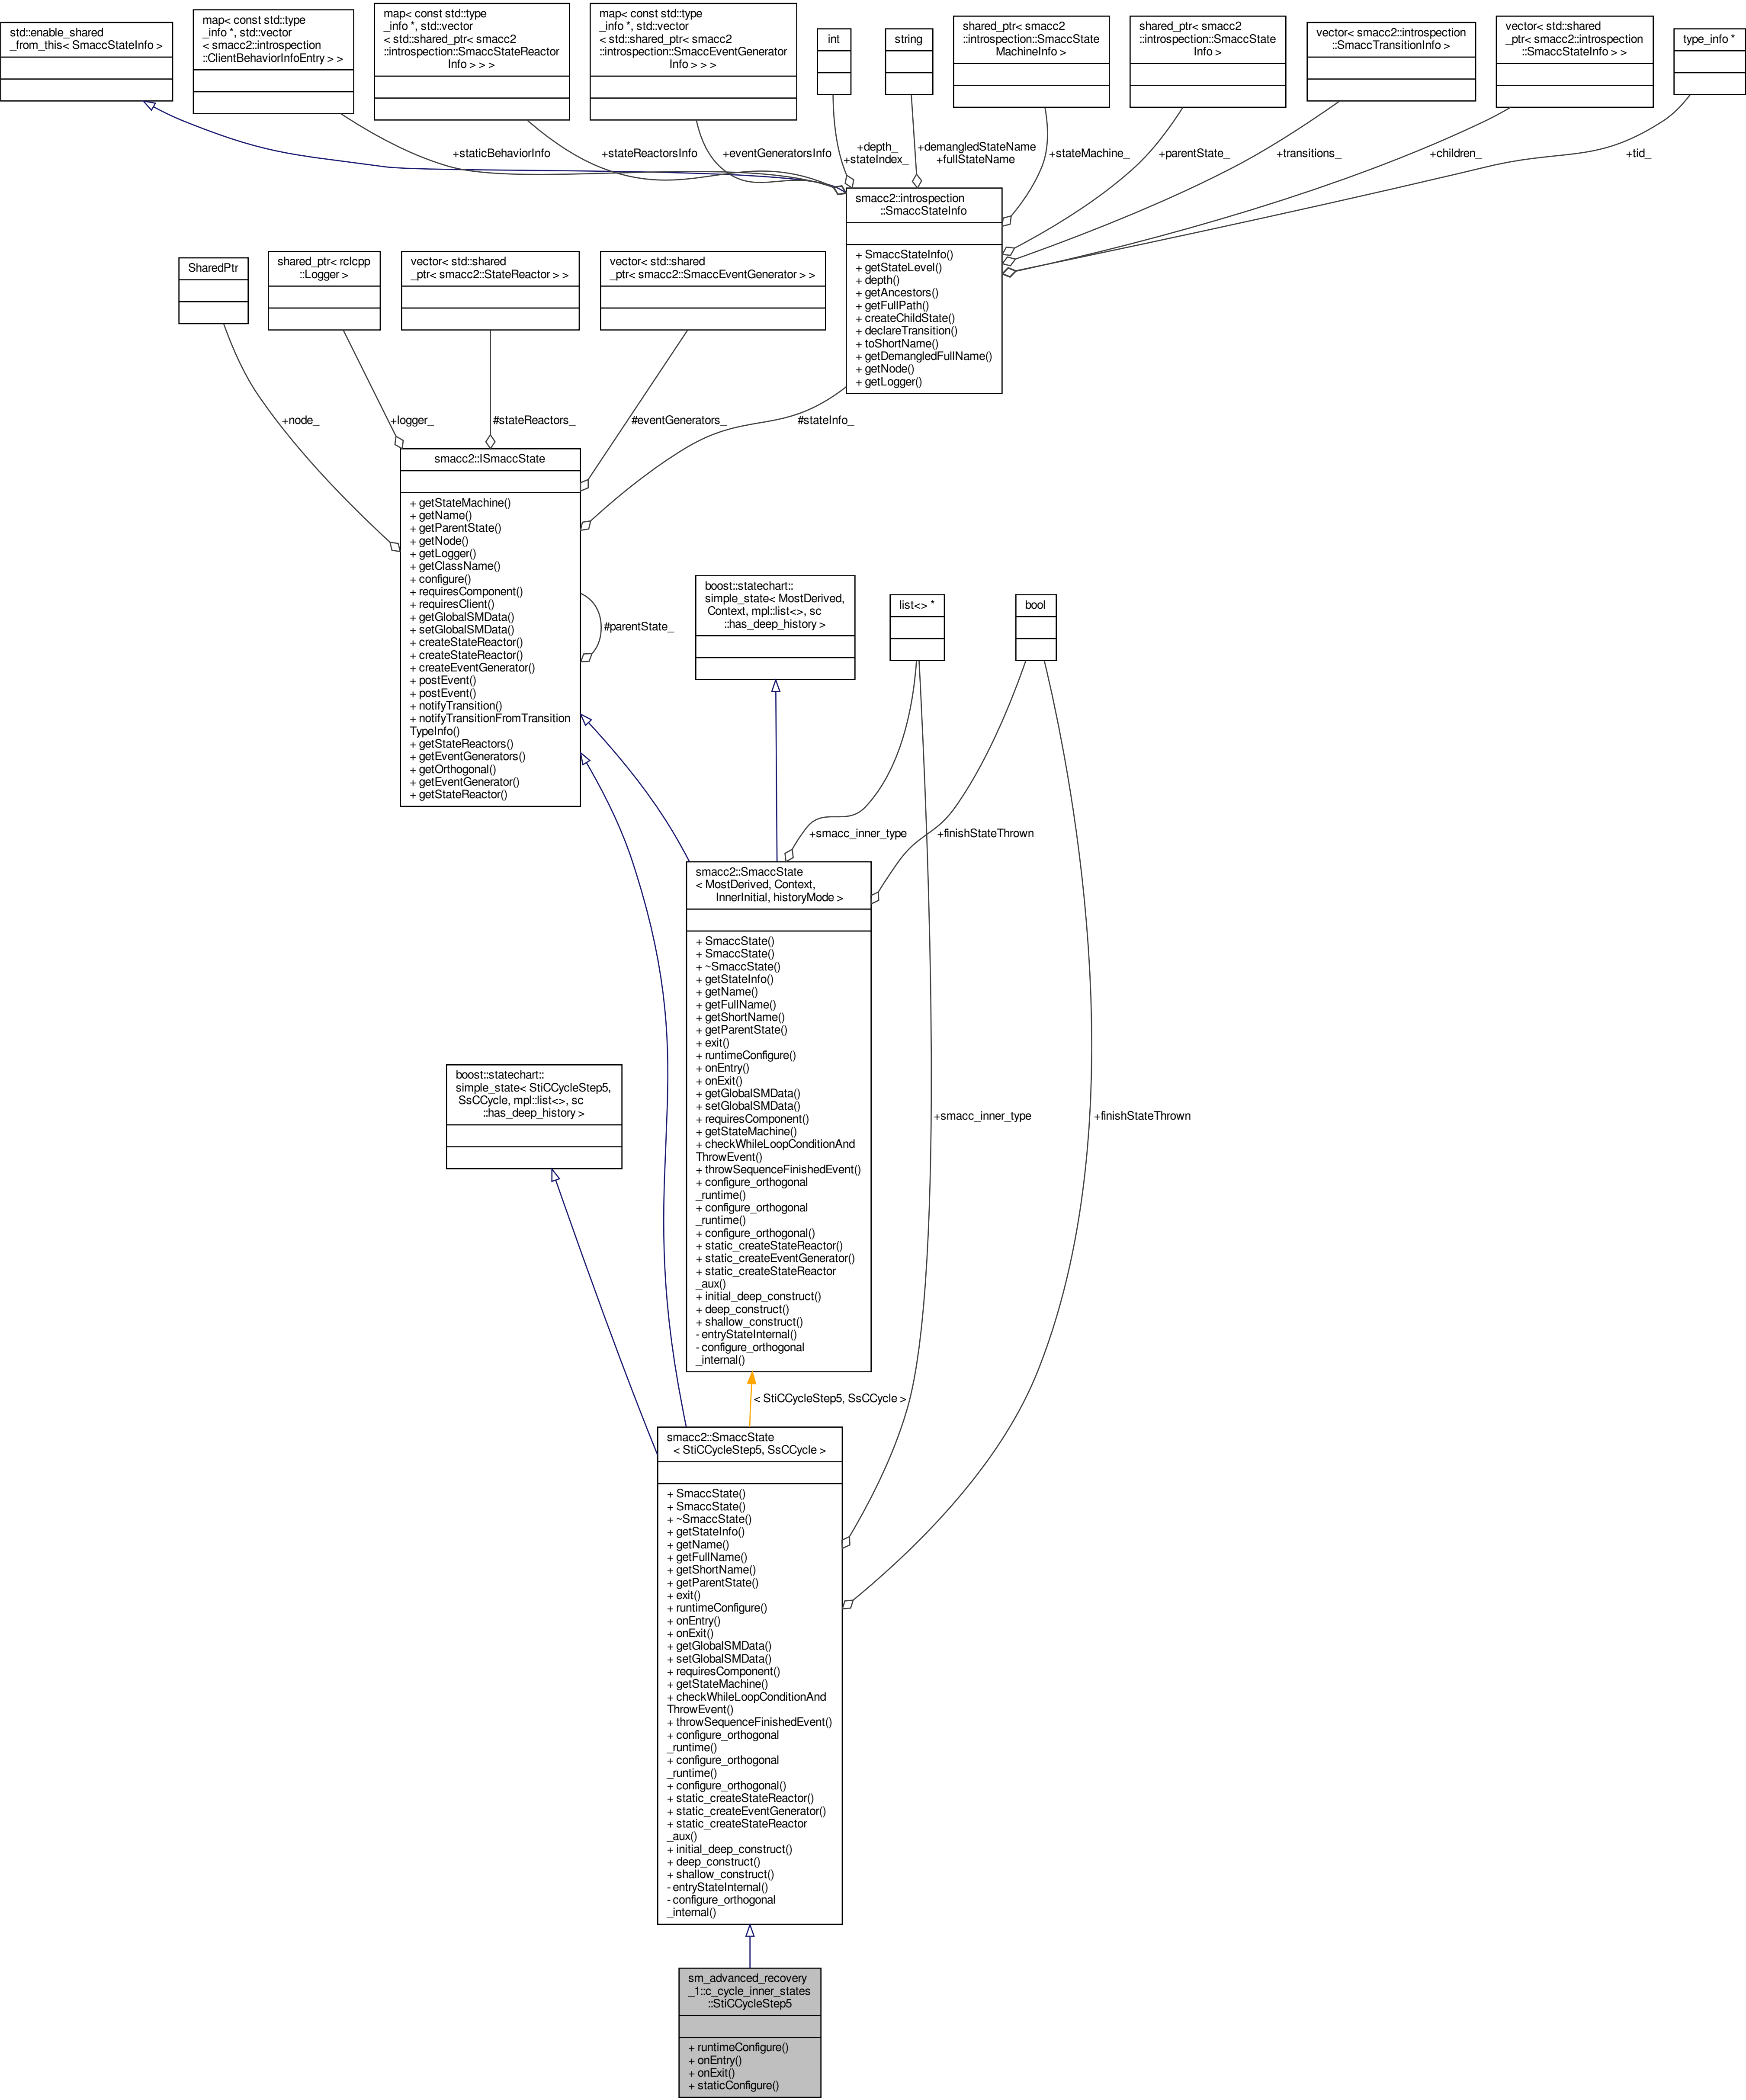 std::enable_shared
_from_this< SmaccStateInfo >
map< const std::type
_info *, std::vector
< smacc2::introspection
::ClientBehaviorInfoEntry > >
map< const std::type
_info *, std::vector
< std::shared_ptr< smacc2
::introspection::SmaccStateReactor
Info > > >
map< const std::type
_info *, std::vector
< std::shared_ptr< smacc2
::introspection::SmaccEventGenerator
Info > > >
int
string
shared_ptr< smacc2
::introspection::SmaccState
MachineInfo >
shared_ptr< smacc2
::introspection::SmaccState
Info >
vector< smacc2::introspection
::SmaccTransitionInfo >
vector< std::shared
_ptr< smacc2::introspection
::SmaccStateInfo > >
type_info *
+staticBehaviorInfo
+stateReactorsInfo
+eventGeneratorsInfo
+depth_
+stateIndex_
+demangledStateName
+fullStateName
+stateMachine_
+parentState_
+transitions_
+children_
+tid_
smacc2::introspection
::SmaccStateInfo
+ SmaccStateInfo()
+ getStateLevel()
+ depth()
+ getAncestors()
+ getFullPath()
+ createChildState()
+ declareTransition()
+ toShortName()
+ getDemangledFullName()
+ getNode()
+ getLogger()
SharedPtr
shared_ptr< rclcpp
::Logger >
vector< std::shared
_ptr< smacc2::StateReactor > >
vector< std::shared
_ptr< smacc2::SmaccEventGenerator > >
+node_
+logger_
#stateReactors_
#eventGenerators_
#stateInfo_
smacc2::ISmaccState
+ getStateMachine()
+ getName()
+ getParentState()
+ getNode()
+ getLogger()
+ getClassName()
+ configure()
+ requiresComponent()
+ requiresClient()
+ getGlobalSMData()
+ setGlobalSMData()
+ createStateReactor()
+ createStateReactor()
+ createEventGenerator()
+ postEvent()
+ postEvent()
+ notifyTransition()
+ notifyTransitionFromTransition
TypeInfo()
+ getStateReactors()
+ getEventGenerators()
+ getOrthogonal()
+ getEventGenerator()
+ getStateReactor()
#parentState_
boost::statechart::
simple_state< MostDerived,
Context, mpl::list<>, sc
::has_deep_history >
list<> *
bool
+smacc_inner_type
+finishStateThrown
smacc2::SmaccState
< MostDerived, Context,
InnerInitial, historyMode >
+ SmaccState()
+ SmaccState()
+ ~SmaccState()
+ getStateInfo()
+ getName()
+ getFullName()
+ getShortName()
+ getParentState()
+ exit()
+ runtimeConfigure()
+ onEntry()
+ onExit()
+ getGlobalSMData()
+ setGlobalSMData()
+ requiresComponent()
+ getStateMachine()
+ checkWhileLoopConditionAnd
ThrowEvent()
+ throwSequenceFinishedEvent()
+ configure_orthogonal
_runtime()
+ configure_orthogonal
_runtime()
+ configure_orthogonal()
+ static_createStateReactor()
+ static_createEventGenerator()
+ static_createStateReactor
_aux()
+ initial_deep_construct()
+ deep_construct()
+ shallow_construct()
- entryStateInternal()
- configure_orthogonal
_internal()
boost::statechart::
simple_state< StiCCycleStep5,
SsCCycle, mpl::list<>, sc
::has_deep_history >
+smacc_inner_type
+finishStateThrown
< StiCCycleStep5, SsCCycle >
smacc2::SmaccState
< StiCCycleStep5, SsCCycle >
+ SmaccState()
+ SmaccState()
+ ~SmaccState()
+ getStateInfo()
+ getName()
+ getFullName()
+ getShortName()
+ getParentState()
+ exit()
+ runtimeConfigure()
+ onEntry()
+ onExit()
+ getGlobalSMData()
+ setGlobalSMData()
+ requiresComponent()
+ getStateMachine()
+ checkWhileLoopConditionAnd
ThrowEvent()
+ throwSequenceFinishedEvent()
+ configure_orthogonal
_runtime()
+ configure_orthogonal
_runtime()
+ configure_orthogonal()
+ static_createStateReactor()
+ static_createEventGenerator()
+ static_createStateReactor
_aux()
+ initial_deep_construct()
+ deep_construct()
+ shallow_construct()
- entryStateInternal()
- configure_orthogonal
_internal()
sm_advanced_recovery
_1::c_cycle_inner_states
::StiCCycleStep5
+ runtimeConfigure()
+ onEntry()
+ onExit()
+ staticConfigure()